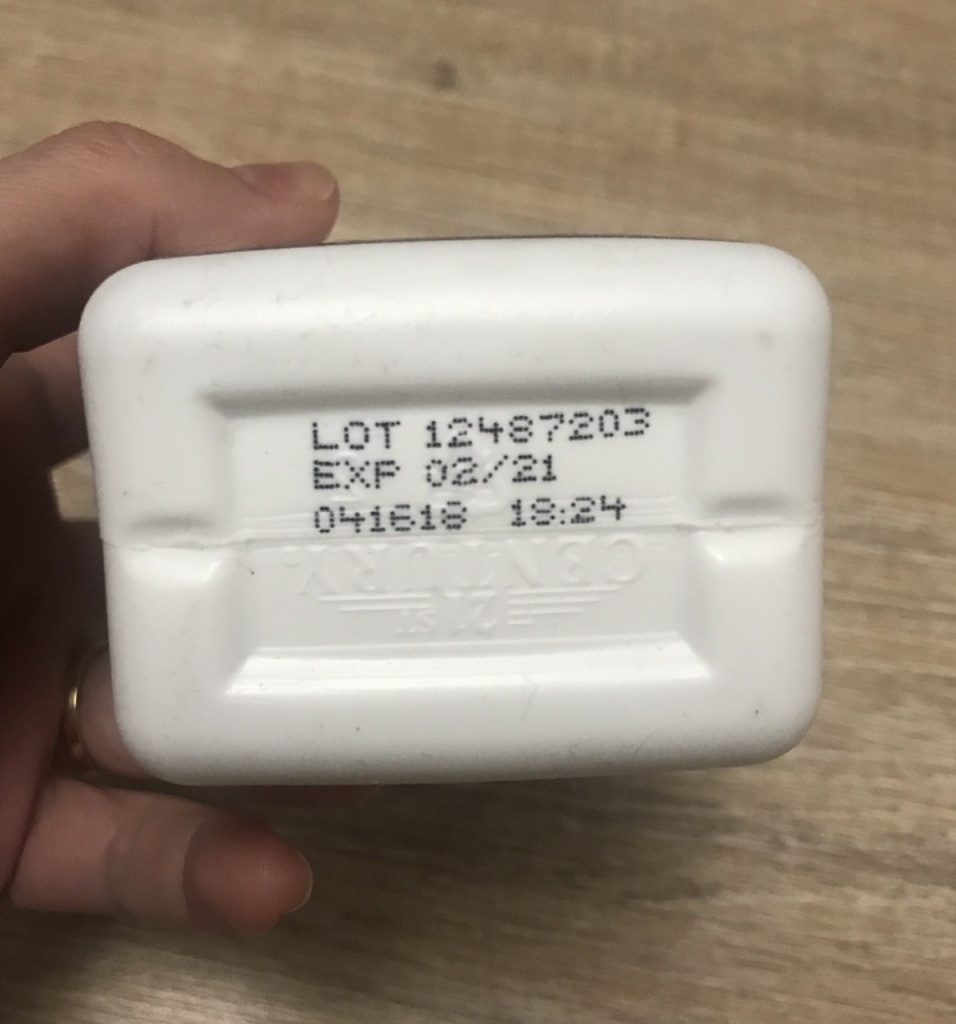 LOT 12487203
EXP 02/21
041618 18:24
CENTURY.
21ST